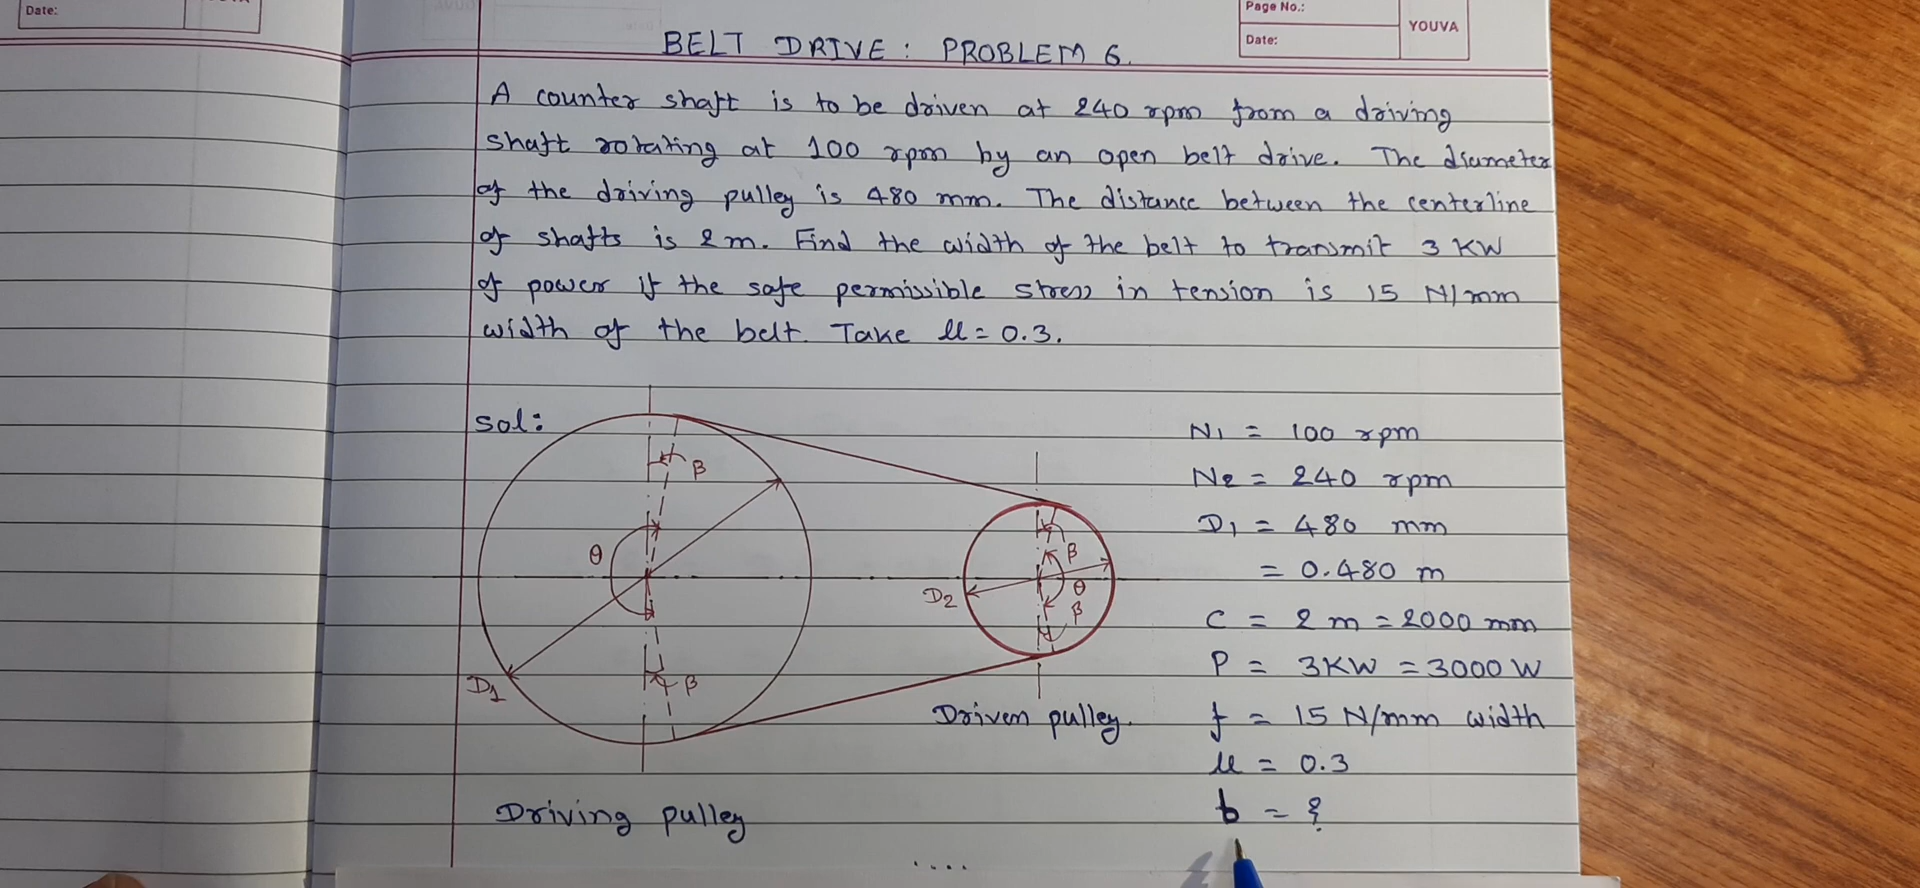 Date:
Page No.:
Date:
YOUVA
BELT DRIVE : PROBLEM 6.
A counter shaft is to be driven at 240 rpm from a driving
shaft rotating at 100 rpm by an open belt drive. The diameter
of the driving pulley is 480 mm. The distance between the centerline
of shafts is 2 m. Find the width of the belt to transmit 3 KW
of power if the safe permissible stress in tension is 15 N/mm
width of the belt. Take μ = 0.3.
Sol:
β
θ
D1
β
Driving pulley
D2
β
θ
β
Driven pulley.
N1 = 100 rpm
N2 = 240 rpm
D1 = 480 mm
= 0.480 m
C = 2 m = 2000 mm
P = 3KW = 3000 W
f = 15 N/mm width
μ = 0.3
b = ?
....